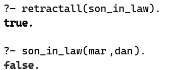 ?- retractall(son_in_law).
true.
?- son_in_law(mar,dan).
false.